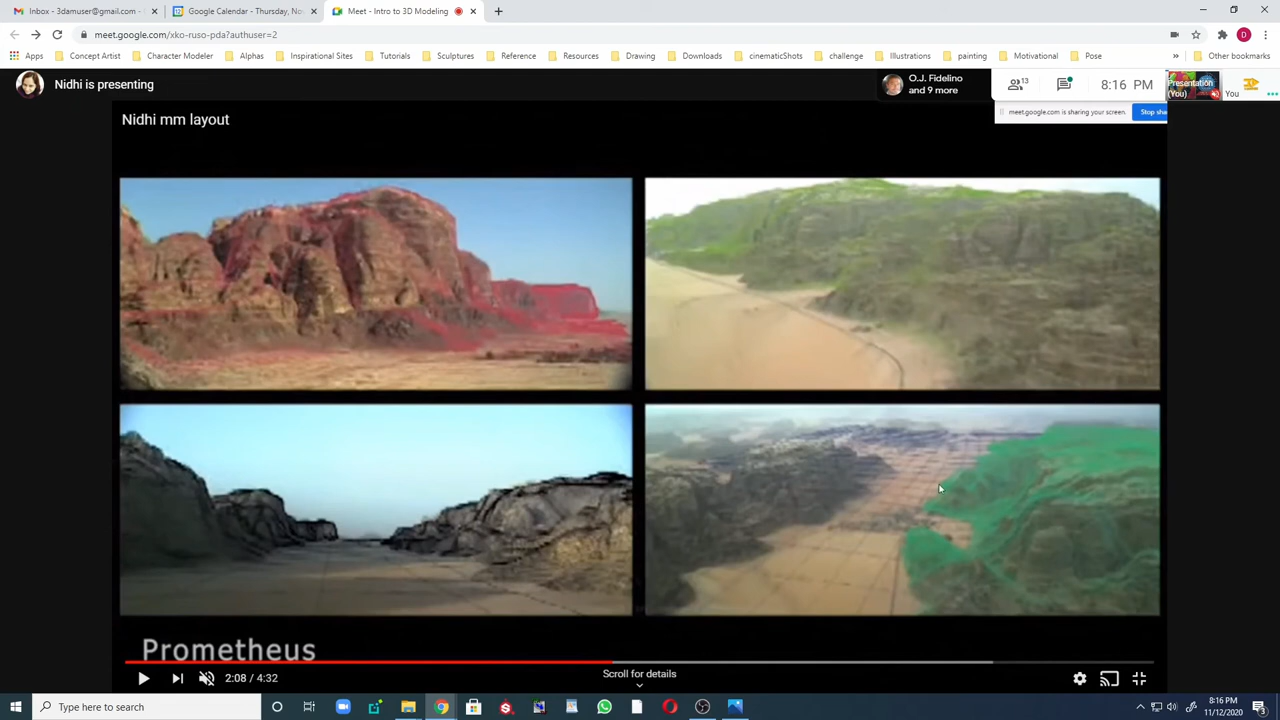 Inbox - 3damuser@gmail.com -
Google Calendar - Thursday, Nov
Meet - Intro to 3D Modeling
meet.google.com/xko-ruso-pda?authuser=2
Apps
Concept Artist
Character Modeler
Alphas
Inspirational Sites
Tutorials
Sculptures
Reference
Resources
Drawing
Downloads
cinematicShots
challenge
Illustrations
painting
Motivational
Pose
Other bookmarks
Nidhi is presenting
O.J. Fidelino
and 9 more
13
8:16 PM
Presentation
(You)
You
meet.google.com is sharing your screen.
Stop sha
Nidhi mm layout
Prometheus
2:08 / 4:32
Scroll for details
Type here to search
8:16 PM
11/12/2020